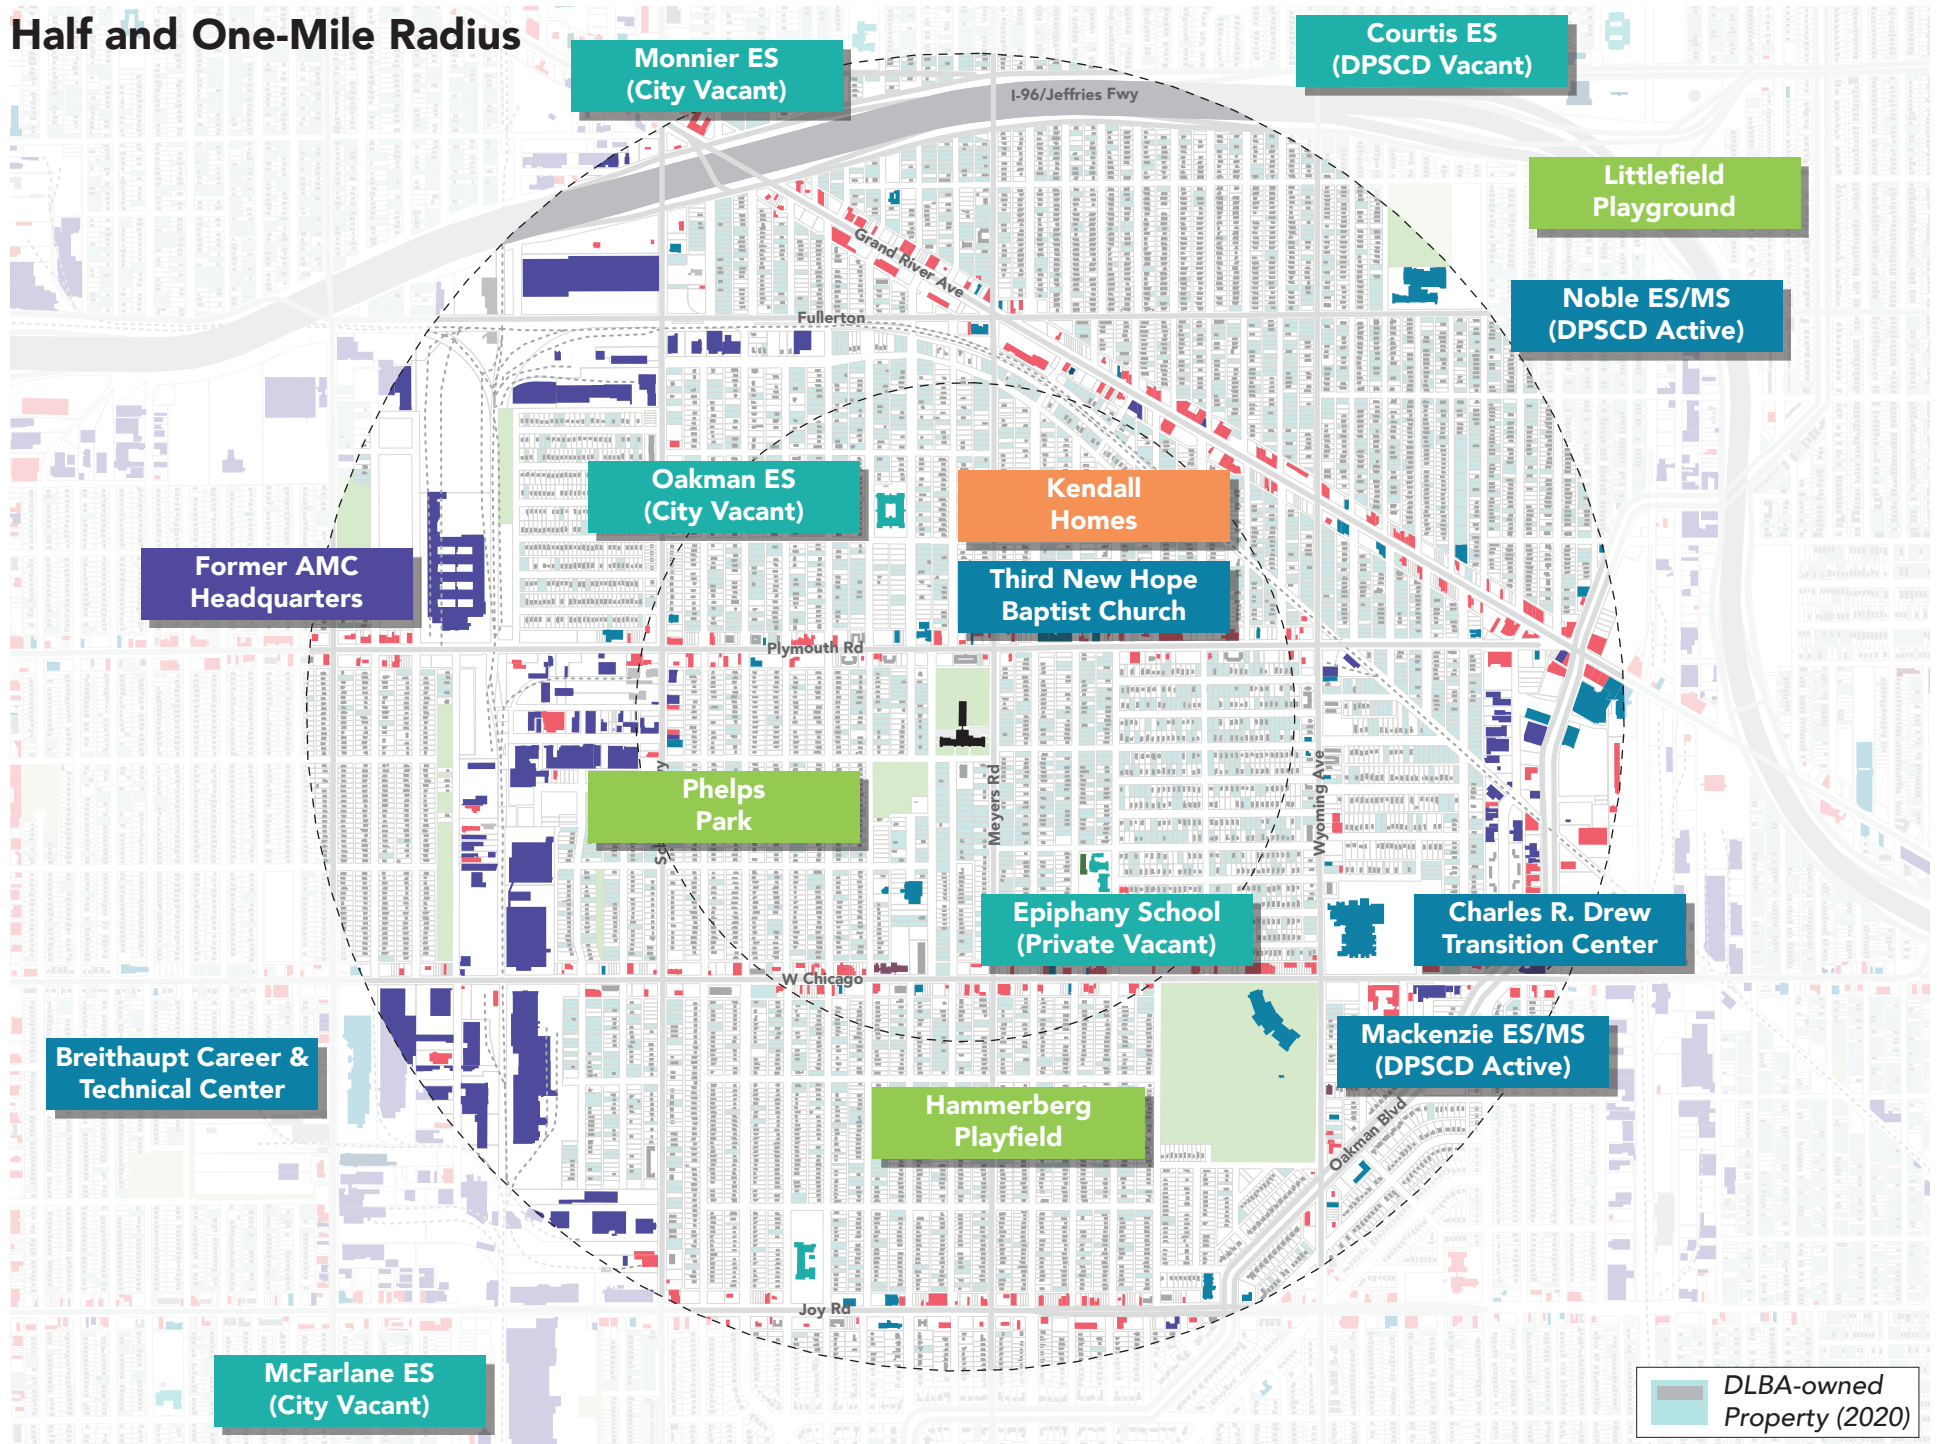 Half and One-Mile Radius
Monnier ES
(City Vacant)
Courtis ES
(DPSCD Vacant)
I-96/Jeffries Fwy
Littlefield
Playground
Grand River Ave
Noble ES/MS
(DPSCD Active)
Fullerton
Oakman ES
(City Vacant)
Kendall
Homes
Former AMC
Headquarters
Third New Hope
Baptist Church
Plymouth Rd
Phelps
Park
Meyers Rd
Wyoming Ave
Epiphany School
(Private Vacant)
Charles R. Drew
Transition Center
W Chicago
Breithaupt Career &
Technical Center
Mackenzie ES/MS
(DPSCD Active)
Hammerberg
Playfield
Oakman Blvd
Joy Rd
McFarlane ES
(City Vacant)
DLBA-owned
Property (2020)